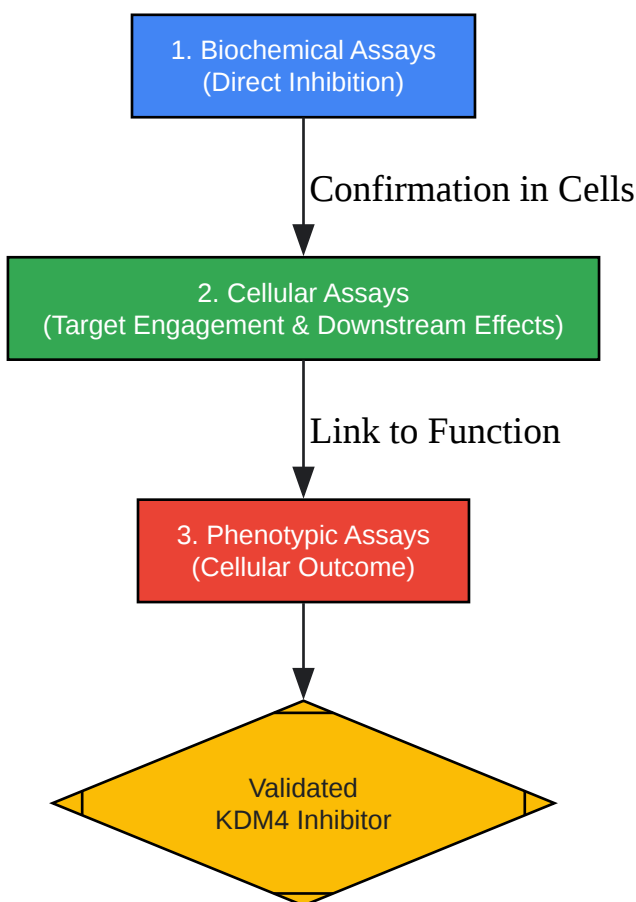 1. Biochemical Assays
(Direct Inhibition)
Confirmation in Cells
2. Cellular Assays
(Target Engagement & Downstream Effects)
Link to Function
3. Phenotypic Assays
(Cellular Outcome)
Validated
KDM4 Inhibitor